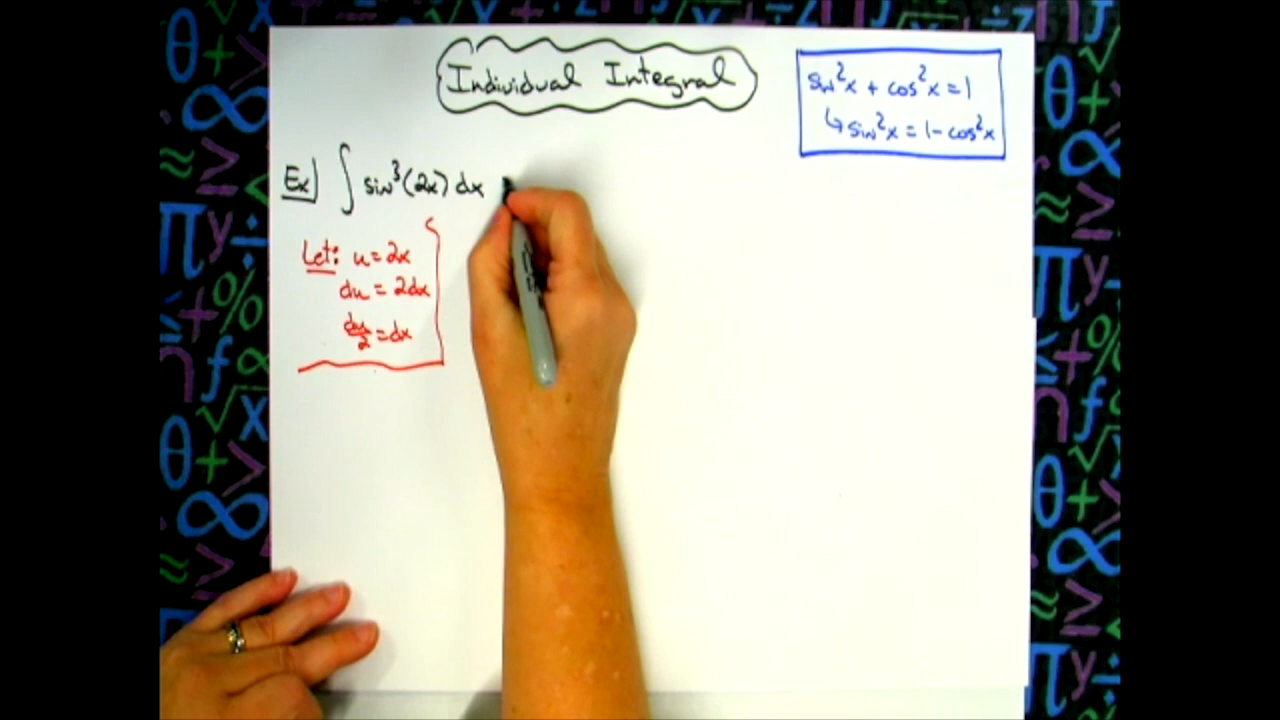 Individual Integral
sin²x + cos²x = 1
↳ sin²x = 1 - cos²x
Ex) ∫ sin³(2x) dx
Let: u = 2x
du = 2dx
du/2 = dx